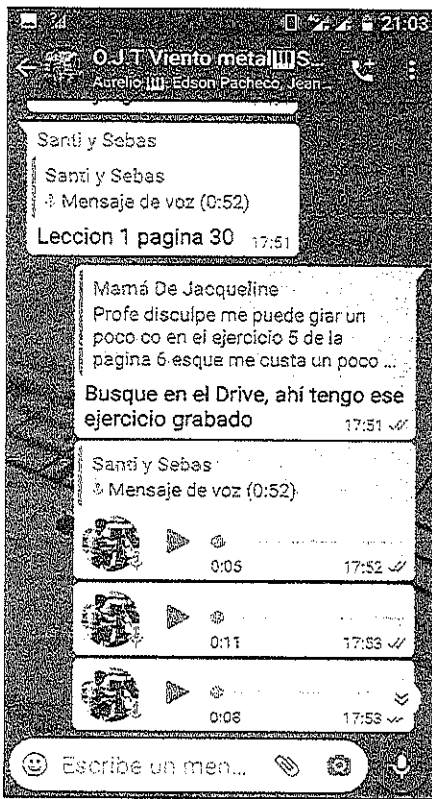 21:03
O.J.T Viento metal S...
Aurelio Edson Pacheco, Jean...
Santi y Sebas
Santi y Sebas
Mensaje de voz (0:52)
Leccion 1 pagina 30 17:51
Mamá De Jacqueline
Profe disculpe me puede giar un
poco co en el ejercicio 5 de la
pagina 6 esque me custa un poco ...
Busque en el Drive, ahí tengo ese
ejercicio grabado 17:51
Santi y Sebas
Mensaje de voz (0:52)
0:05 17:52
0:11 17:53
0:08 17:53
Escribe un men...